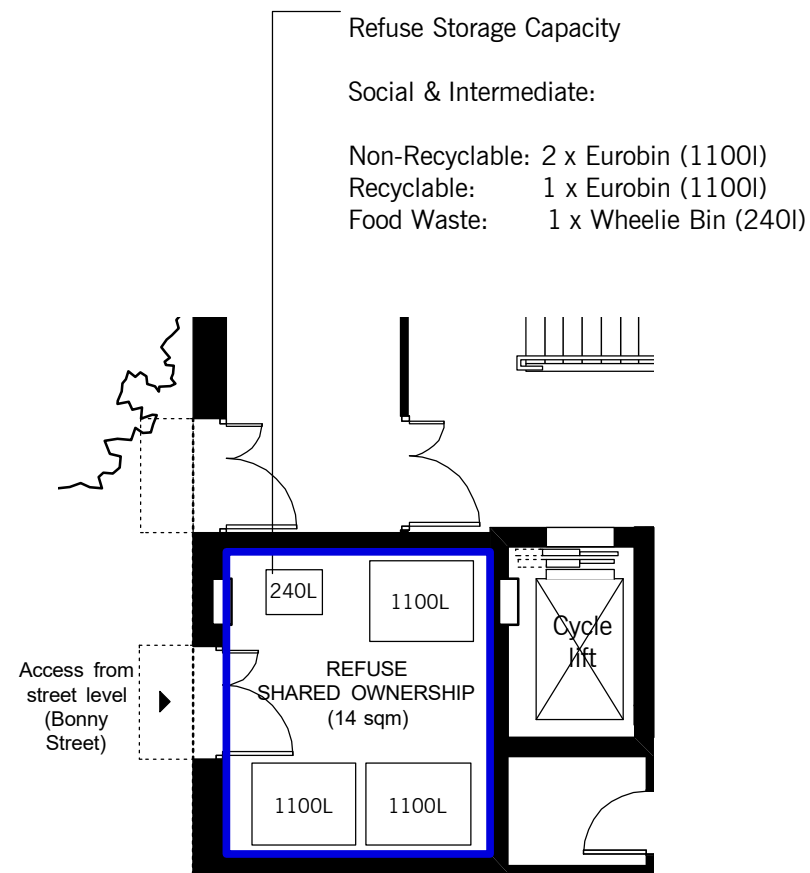 Refuse Storage Capacity
Social & Intermediate:
Non-Recyclable: 2 x Eurobin (1100l)
Recyclable: 1 x Eurobin (1100l)
Food Waste: 1 x Wheelie Bin (240l)
240L
1100L
Cycle
lift
Access from
street level
(Bonny
Street)
REFUSE
SHARED OWNERSHIP
(14 sqm)
1100L
1100L